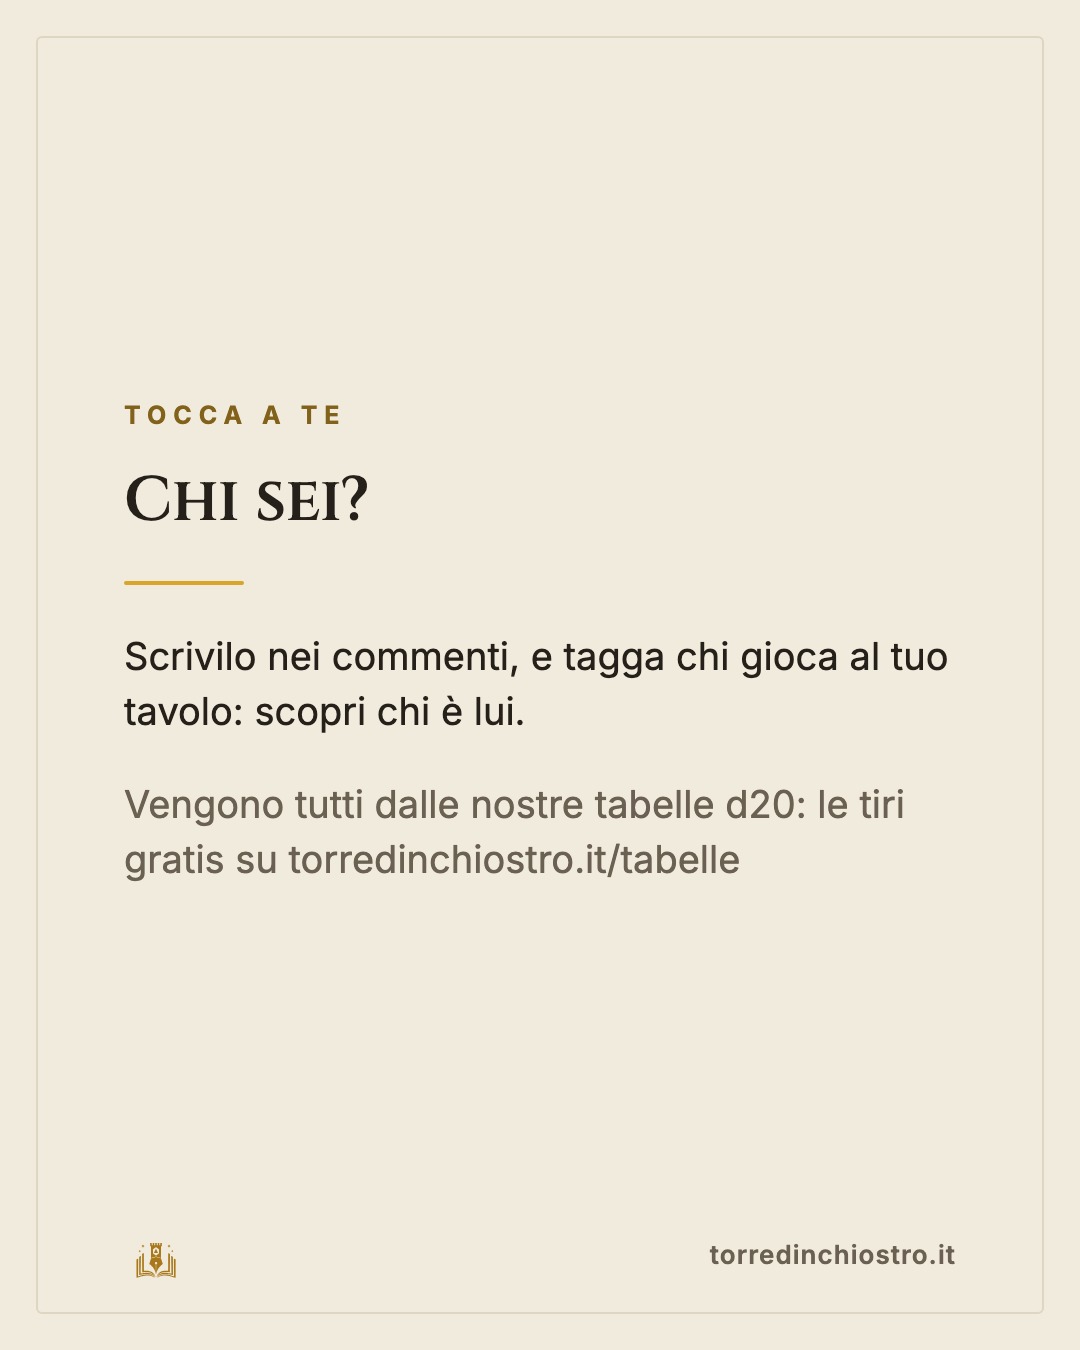 TOCCA A TE
Chi sei?
Scrivilo nei commenti, e tagga chi gioca al tuo
tavolo: scopri chi è lui.
Vengono tutti dalle nostre tabelle d20: le tiri
gratis su torredinchiostro.it/tabelle
torredinchiostro.it